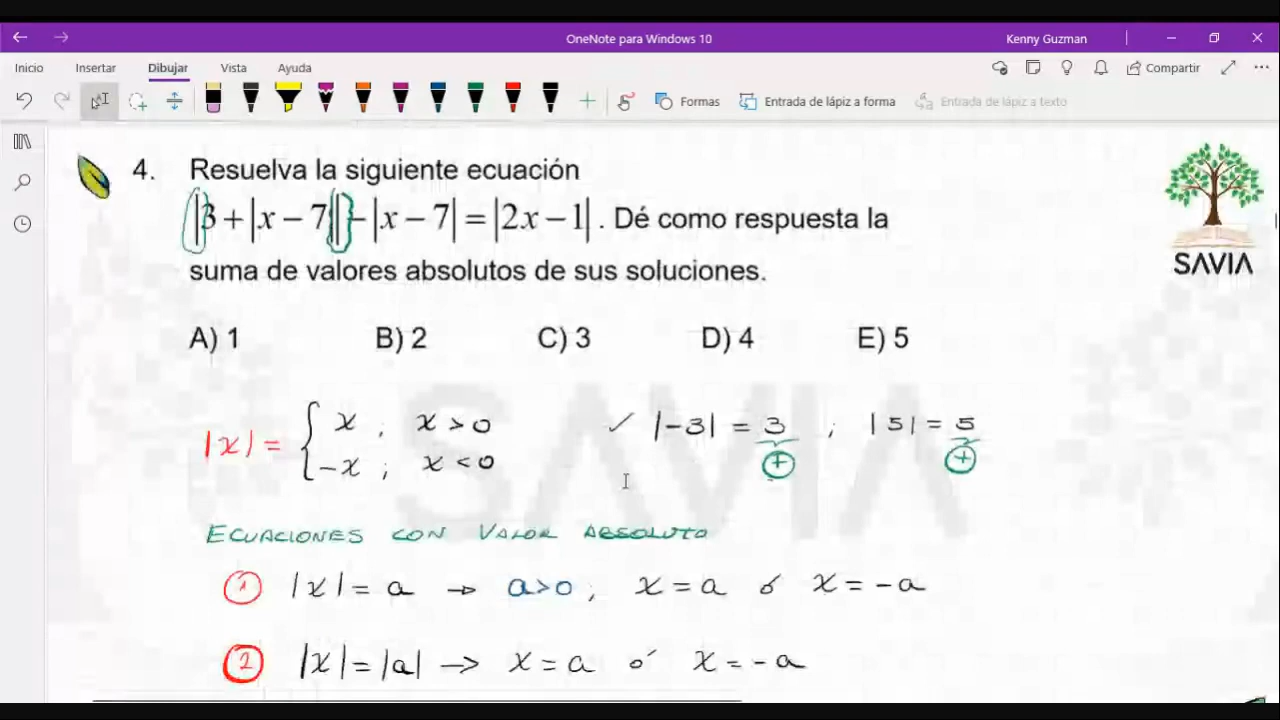 OneNote para Windows 10
Kenny Guzman
Inicio Insertar Dibujar Vista Ayuda
Compartir
Formas Entrada de lápiz a forma Entrada de lápiz a texto
4. Resuelva la siguiente ecuación
|3 + |x − 7|| − |x − 7| = |2x − 1| . Dé como respuesta la
suma de valores absolutos de sus soluciones.
A) 1 B) 2 C) 3 D) 4 E) 5
SAVIA
|x| = { x ; x > 0
−x ; x < 0
✓ |−3| = 3 ; |5| = 5
+ +
ECUACIONES CON VALOR ABSOLUTO
1 |x| = a → a>0 ; x = a ó x = −a
2 |x| = |a| → x = a ó x = −a
SAVIA